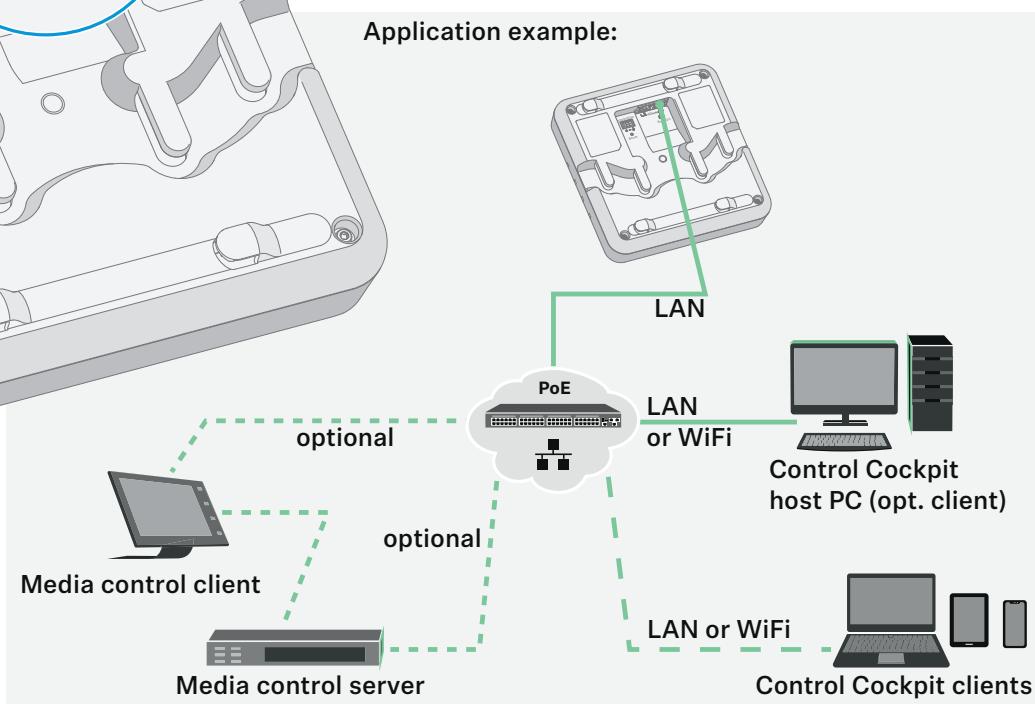 Application example:
LAN
PoE
LAN
or WiFi
optional
Control Cockpit
host PC (opt. client)
optional
Media control client
LAN or WiFi
Media control server
Control Cockpit clients